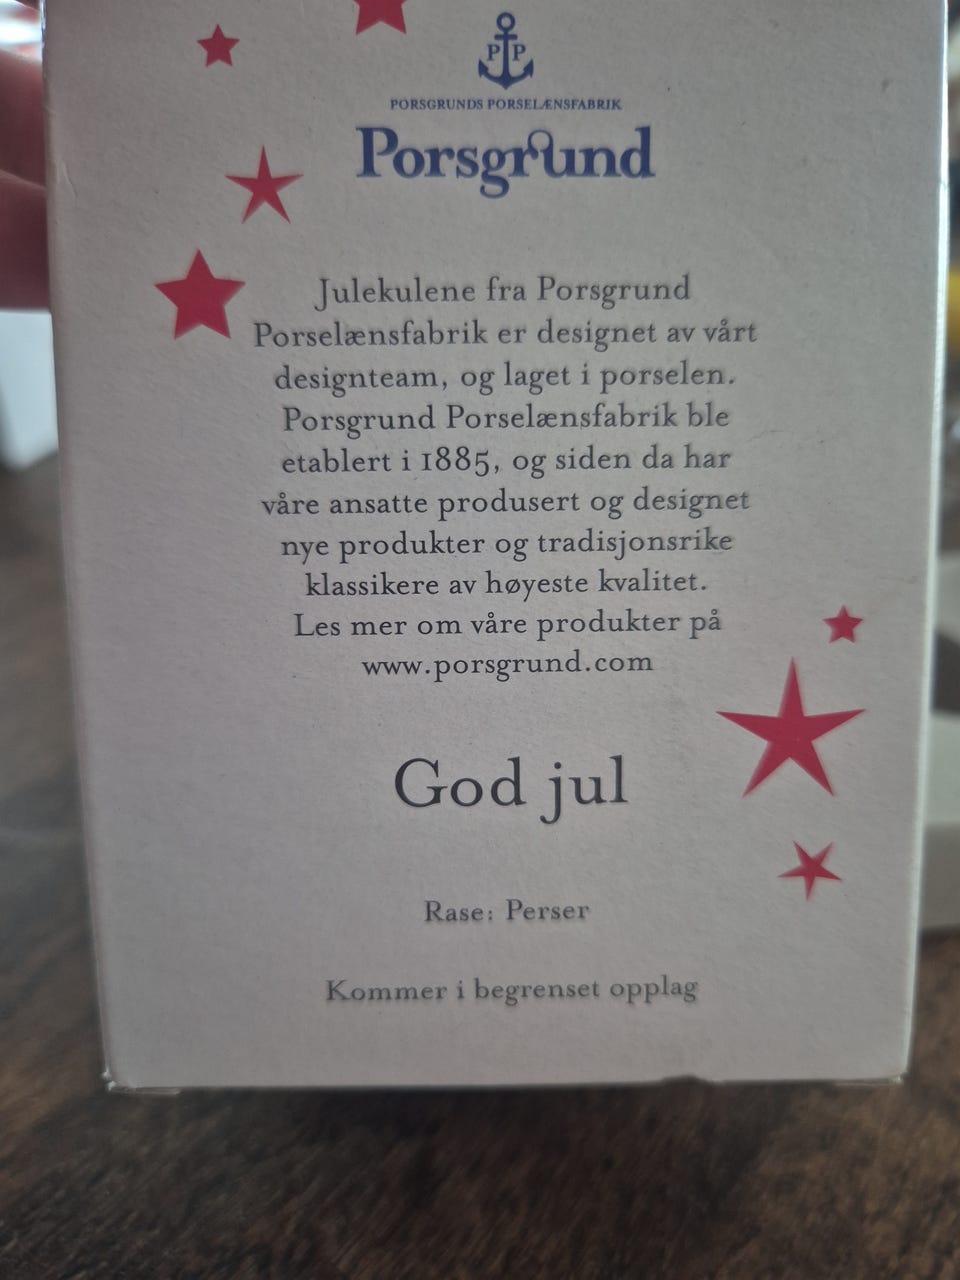 P P
PORSGRUNDS PORSELÆNSFABRIK
Porsgrund
Julekulene fra Porsgrund
Porselænsfabrik er designet av vårt
designteam, og laget i porselen.
Porsgrund Porselænsfabrik ble
etablert i 1885, og siden da har
våre ansatte produsert og designet
nye produkter og tradisjonsrike
klassikere av høyeste kvalitet.
Les mer om våre produkter på
www.porsgrund.com
God jul
Rase: Perser
Kommer i begrenset opplag